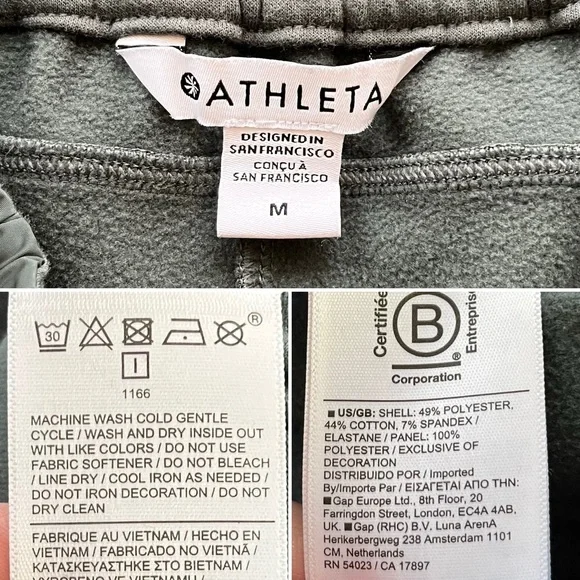 ATHLETA
DESIGNED IN
SAN FRANCISCO
CONÇU À
SAN FRANCISCO
M
30
®
I
1166
MACHINE WASH COLD GENTLE
CYCLE / WASH AND DRY INSIDE OUT
WITH LIKE COLORS / DO NOT USE
FABRIC SOFTENER / DO NOT BLEACH
/ LINE DRY / COOL IRON AS NEEDED /
DO NOT IRON DECORATION / DO NOT
DRY CLEAN
FABRIQUE AU VIETNAM / HECHO EN
VIETNAM / FABRICADO NO VIETNÃ /
ΚΑΤΑΣΚΕΥΑΣΤΗΚΕ ΣΤΟ ΒΙΕΤΝΑΜ /
Certifiée
B
®
Entreprise
Corporation
■ US/GB: SHELL: 49% POLYESTER,
44% COTTON, 7% SPANDEX /
ELASTANE / PANEL: 100%
POLYESTER / EXCLUSIVE OF
DECORATION
DISTRIBUIDO POR / Imported
By/Importe Par / ΕΙΣΑΓΕΤΑΙ ΑΠΟ ΤΗΝ:
■ Gap Europe Ltd., 8th Floor, 20
Farringdon Street, London, EC4A 4AB,
UK. ■ Gap (RHC) B.V. Luna ArenA
Herikerbergweg 238 Amsterdam 1101
CM, Netherlands
RN 54023 / CA 17897